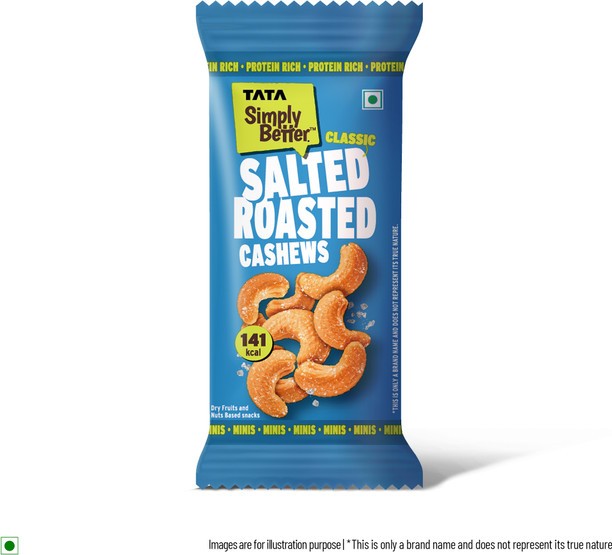 IN RICH • PROTEIN RICH • PROTEIN RICH • PROTEIN
TATA
Simply
Better™
CLASSIC
SALTED
ROASTED
CASHEWS
141
kcal
*THIS IS ONLY A BRAND NAME AND DOES NOT REPRESENT ITS TRUE NATURE.
Dry Fruits and
Nuts Based snacks
MINIS • MINIS • MINIS • MINIS • MINIS • MINIS
Images are for illustration purpose | *This is only a brand name and does not represent its true nature